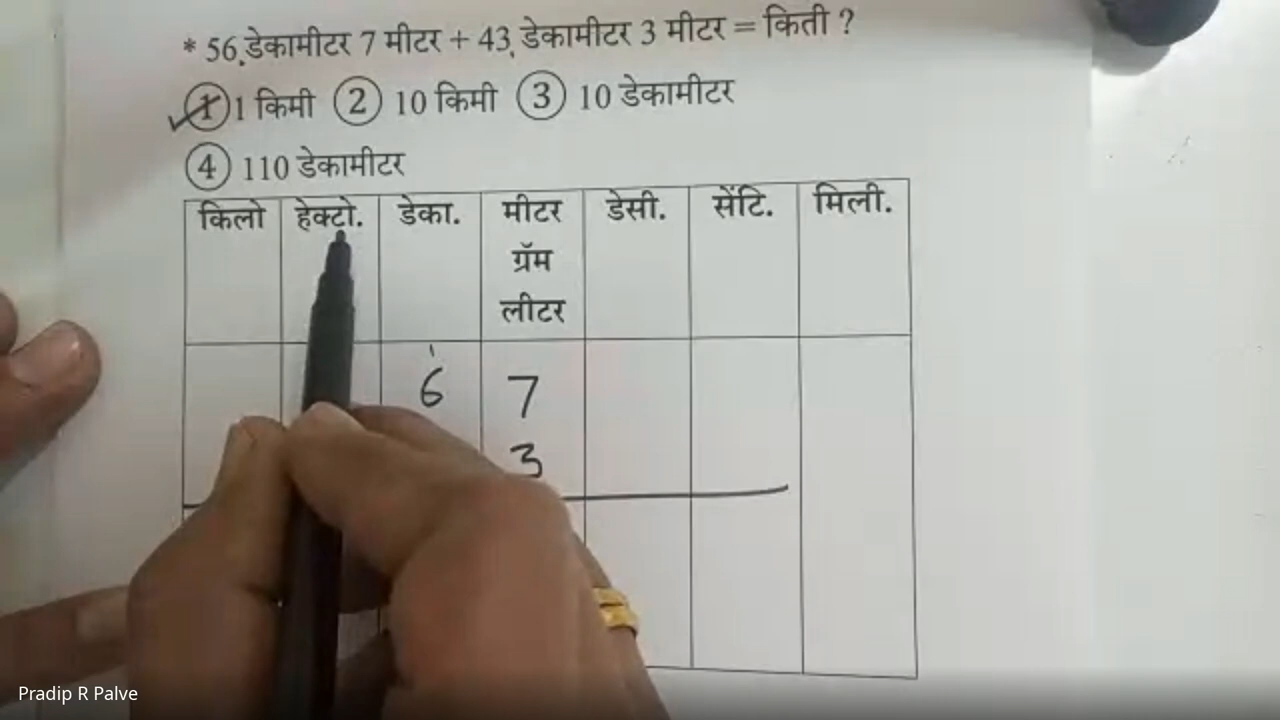 * 56 डेकामीटर 7 मीटर + 43 डेकामीटर 3 मीटर = किती ?
1 1 किमी 2 10 किमी 3 10 डेकामीटर
4 110 डेकामीटर
किलो हेक्टो. डेका. मीटर डेसी. सेंटि. मिली.
ग्रॅम
लीटर
1
6 7
3
Pradip R Palve